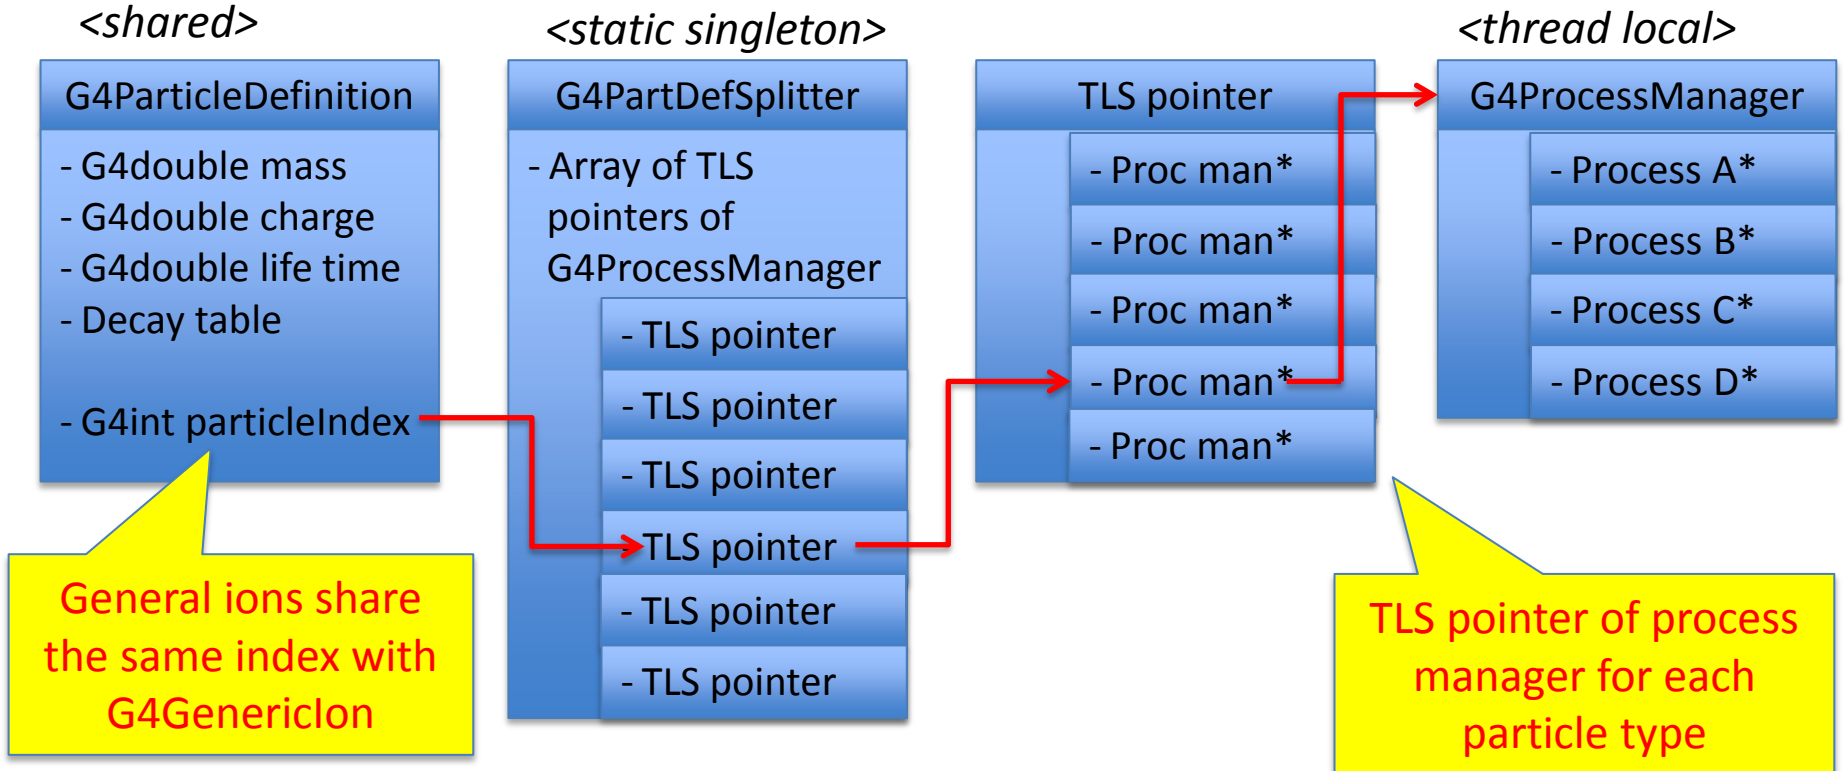 <shared>
<static singleton>
<thread local>
G4ParticleDefinition
- G4double mass
- G4double charge
- G4double life time
- Decay table
- G4int particleIndex
G4PartDefSplitter
- Array of TLS
pointers of
G4ProcessManager
- TLS pointer
- TLS pointer
- TLS pointer
- TLS pointer
- TLS pointer
- TLS pointer
TLS pointer
- Proc man*
- Proc man*
- Proc man*
- Proc man*
- Proc man*
G4ProcessManager
- Process A*
- Process B*
- Process C*
- Process D*
General ions share
the same index with
G4GenericIon
TLS pointer of process
manager for each
particle type